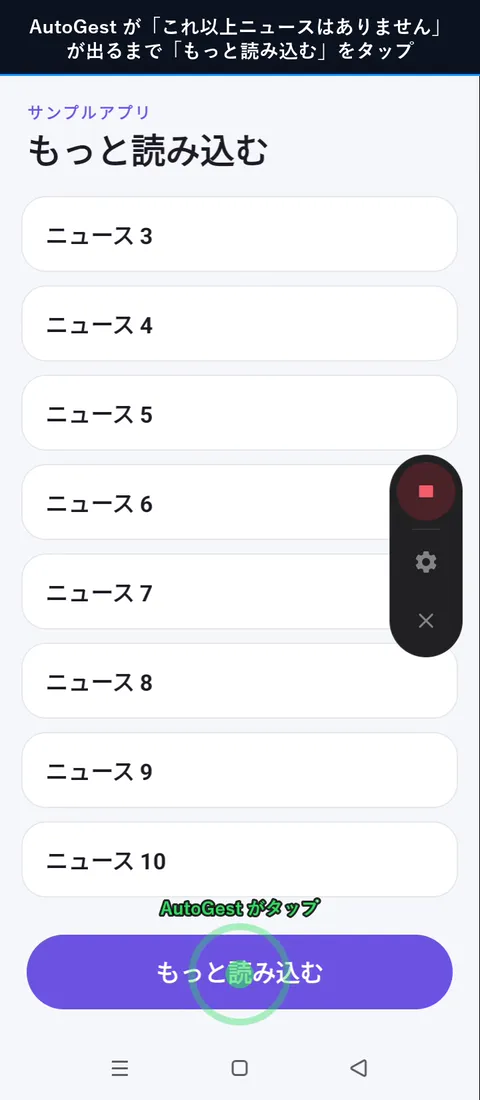 AutoGest が「これ以上ニュースはありません」
が出るまで「もっと読み込む」をタップ
サンプルアプリ
もっと読み込む
ニュース 3
ニュース 4
ニュース 5
ニュース 6
ニュース 7
ニュース 8
ニュース 9
ニュース 10
AutoGest がタップ
もっと読み込む